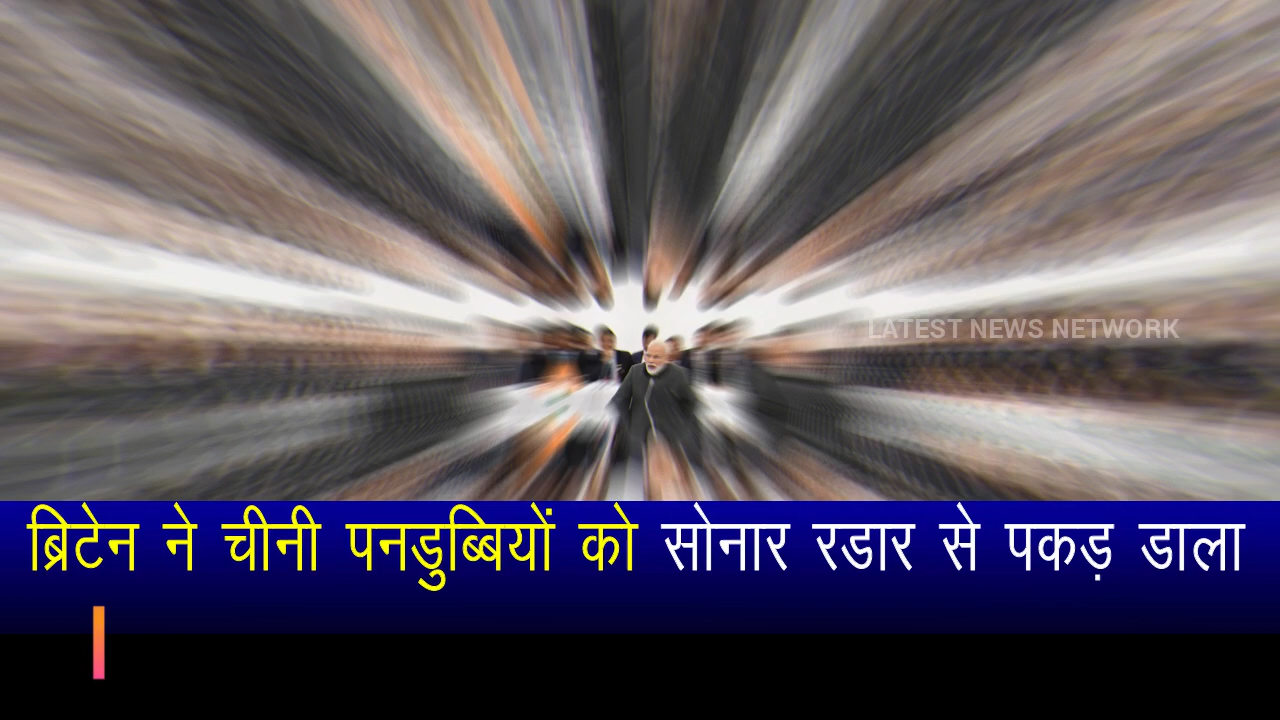 LATEST NEWS NETWORK
ब्रिटेन ने चीनी पनडुब्बियों को सोनार रडार से पकड़ डाला